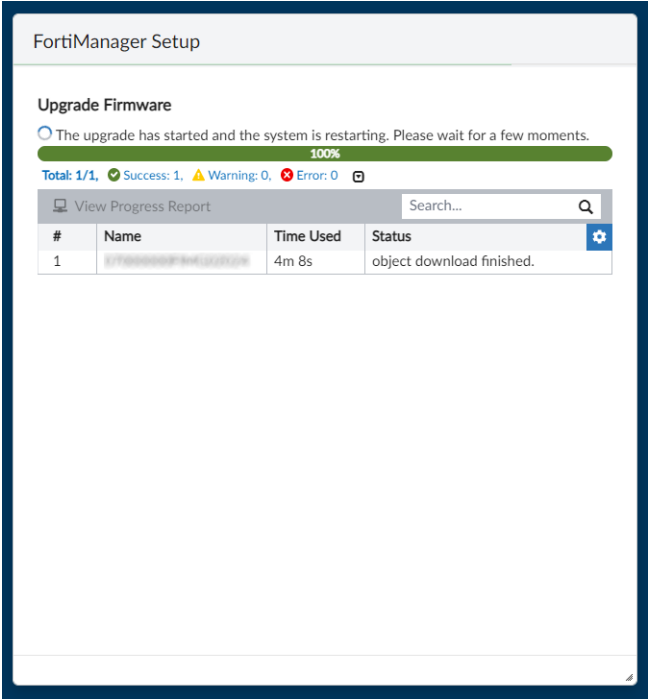 FortiManager Setup
Upgrade Firmware
The upgrade has started and the system is restarting. Please wait for a few moments.
100%
Total: 1/1, Success: 1, Warning: 0, Error: 0
View Progress Report Search...
# Name Time Used Status
1 4m 8s object download finished.